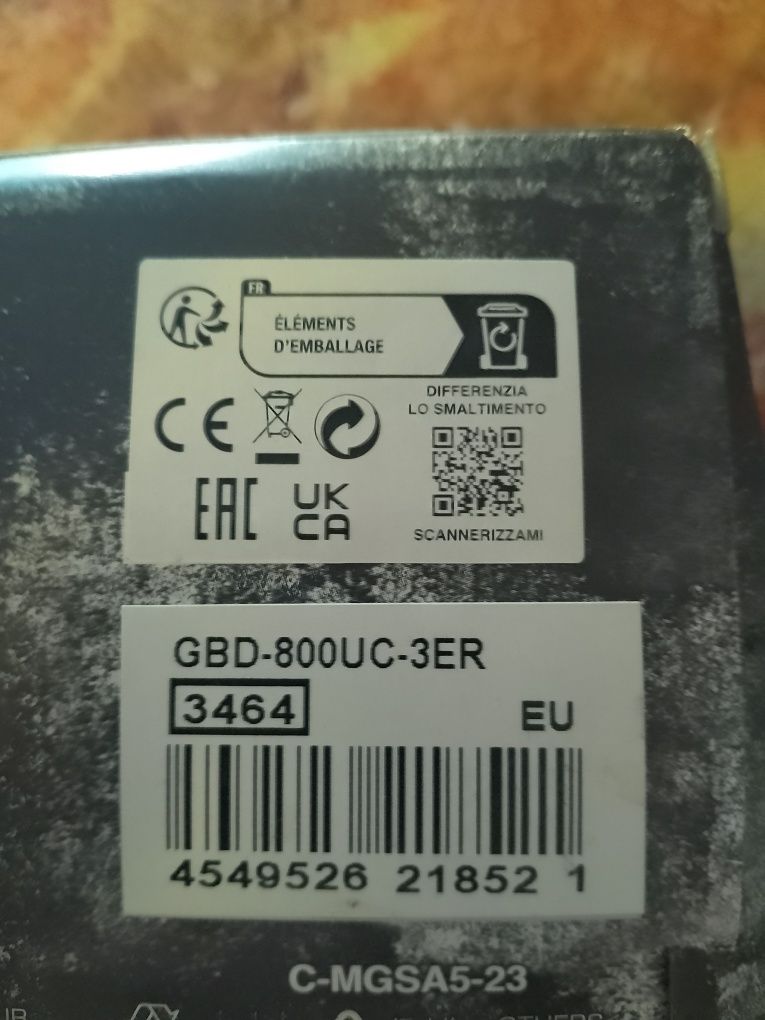 FR
ÉLÉMENTS
D'EMBALLAGE
DIFFERENZIA
LO SMALTIMENTO
CE
EAC
UK
CA
SCANNERIZZAMI
GBD-800UC-3ER
3464
EU
4549526 21852 1
C-MGSA5-23